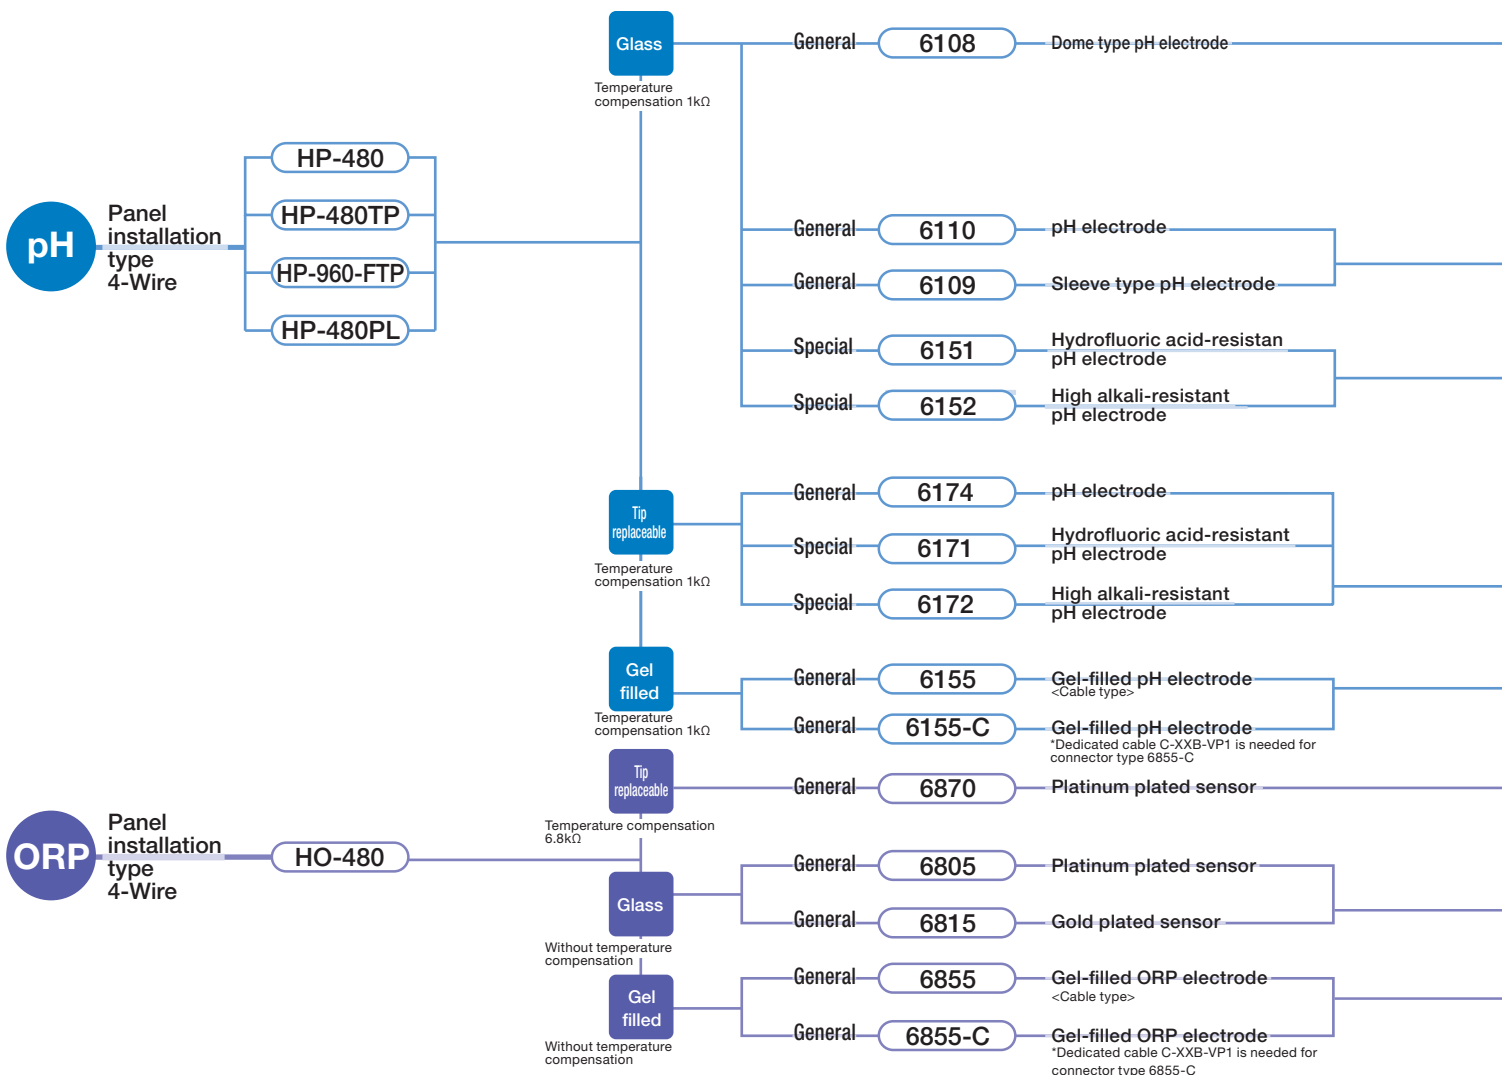 pH
Panel
installation
type
4-Wire
HP-480
HP-480TP
HP-960-FTP
HP-480PL
Glass
Temperature
compensation 1kΩ
General 6108 Dome type pH electrode
General 6110 pH electrode
General 6109 Sleeve type pH electrode
Special 6151 Hydrofluoric acid-resistan
pH electrode
Special 6152 High alkali-resistant
pH electrode
Tip
replaceable
Temperature
compensation 1kΩ
General 6174 pH electrode
Special 6171 Hydrofluoric acid-resistant
pH electrode
Special 6172 High alkali-resistant
pH electrode
Gel
filled
Temperature
compensation 1kΩ
General 6155 Gel-filled pH electrode
<Cable type>
General 6155-C Gel-filled pH electrode
*Dedicated cable C-XXB-VP1 is needed for
connector type 6855-C
ORP
Panel
installation
type
4-Wire
HO-480
Tip
replaceable
Temperature compensation
6.8kΩ
General 6870 Platinum plated sensor
Glass
Without temperature
compensation
General 6805 Platinum plated sensor
General 6815 Gold plated sensor
Gel
filled
Without temperature
compensation
General 6855 Gel-filled ORP electrode
<Cable type>
General 6855-C Gel-filled ORP electrode
*Dedicated cable C-XXB-VP1 is needed for
connector type 6855-C